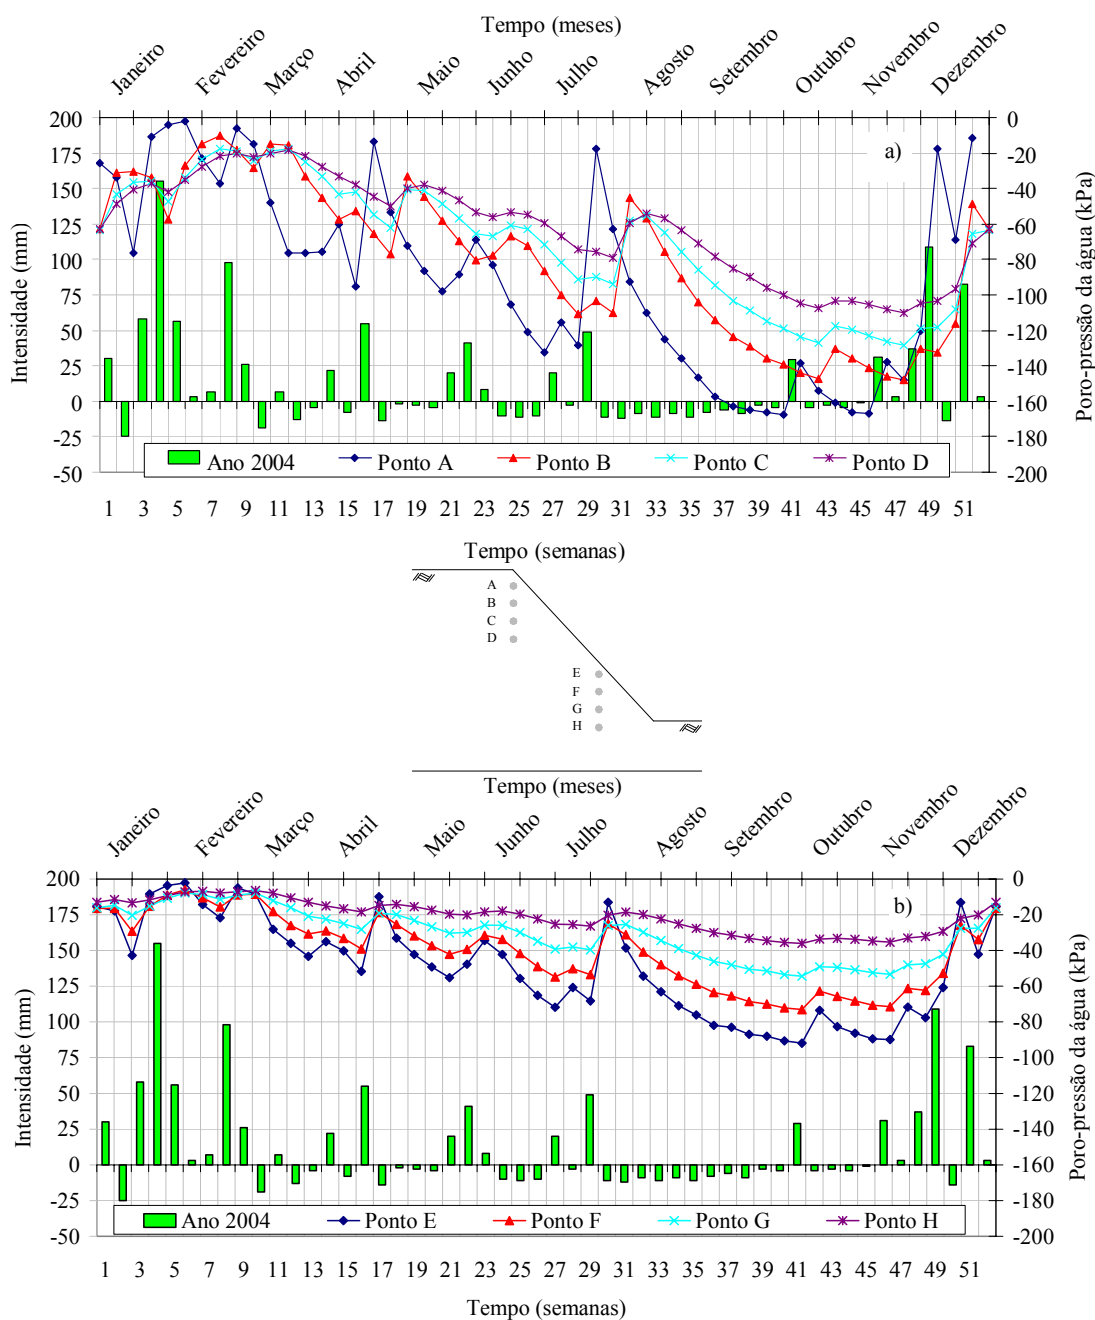 Tempo (meses)
Janeiro Fevereiro Março Abril Maio Junho Julho Agosto Setembro Outubro Novembro Dezembro
200 0
175 -20
150 -40
125 -60
100 -80
75 -100
50 -120
25 -140
0 -160
-25 -180
-50 -200
Intensidade (mm)
Poro-pressão da água (kPa)
a)
Ano 2004 Ponto A Ponto B Ponto C Ponto D
1 3 5 7 9 11 13 15 17 19 21 23 25 27 29 31 33 35 37 39 41 43 45 47 49 51
Tempo (semanas)
A
B
C
D
E
F
G
H
Tempo (meses)
Janeiro Fevereiro Março Abril Maio Junho Julho Agosto Setembro Outubro Novembro Dezembro
200 0
175 -20
150 -40
125 -60
100 -80
75 -100
50 -120
25 -140
0 -160
-25 -180
-50 -200
Intensidade (mm)
Poro-pressão da água (kPa)
b)
Ano 2004 Ponto E Ponto F Ponto G Ponto H
1 3 5 7 9 11 13 15 17 19 21 23 25 27 29 31 33 35 37 39 41 43 45 47 49 51
Tempo (semanas)